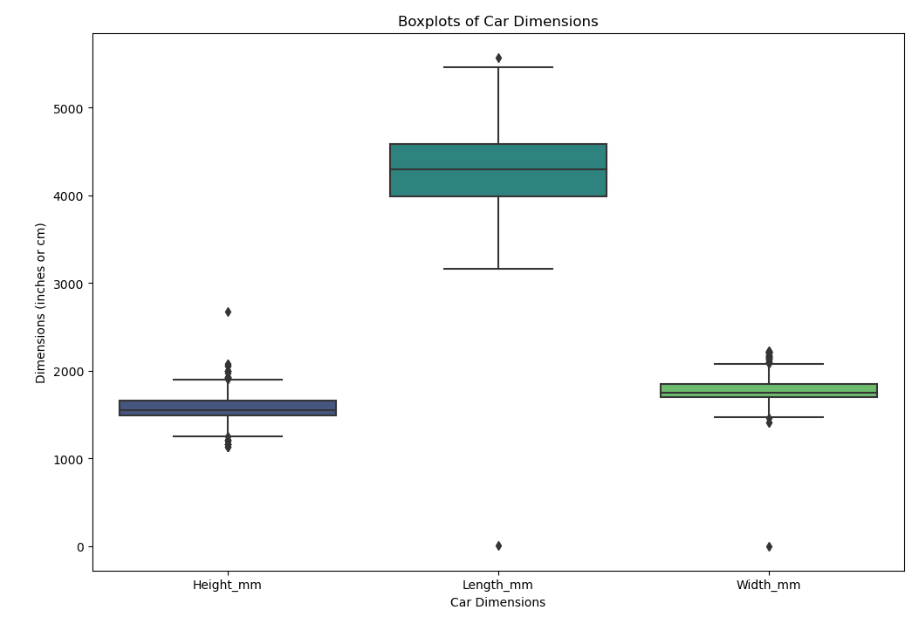 Boxplots of Car Dimensions
Dimensions (inches or cm)
5000
4000
3000
2000
1000
0
Height_mm Length_mm Width_mm
Car Dimensions